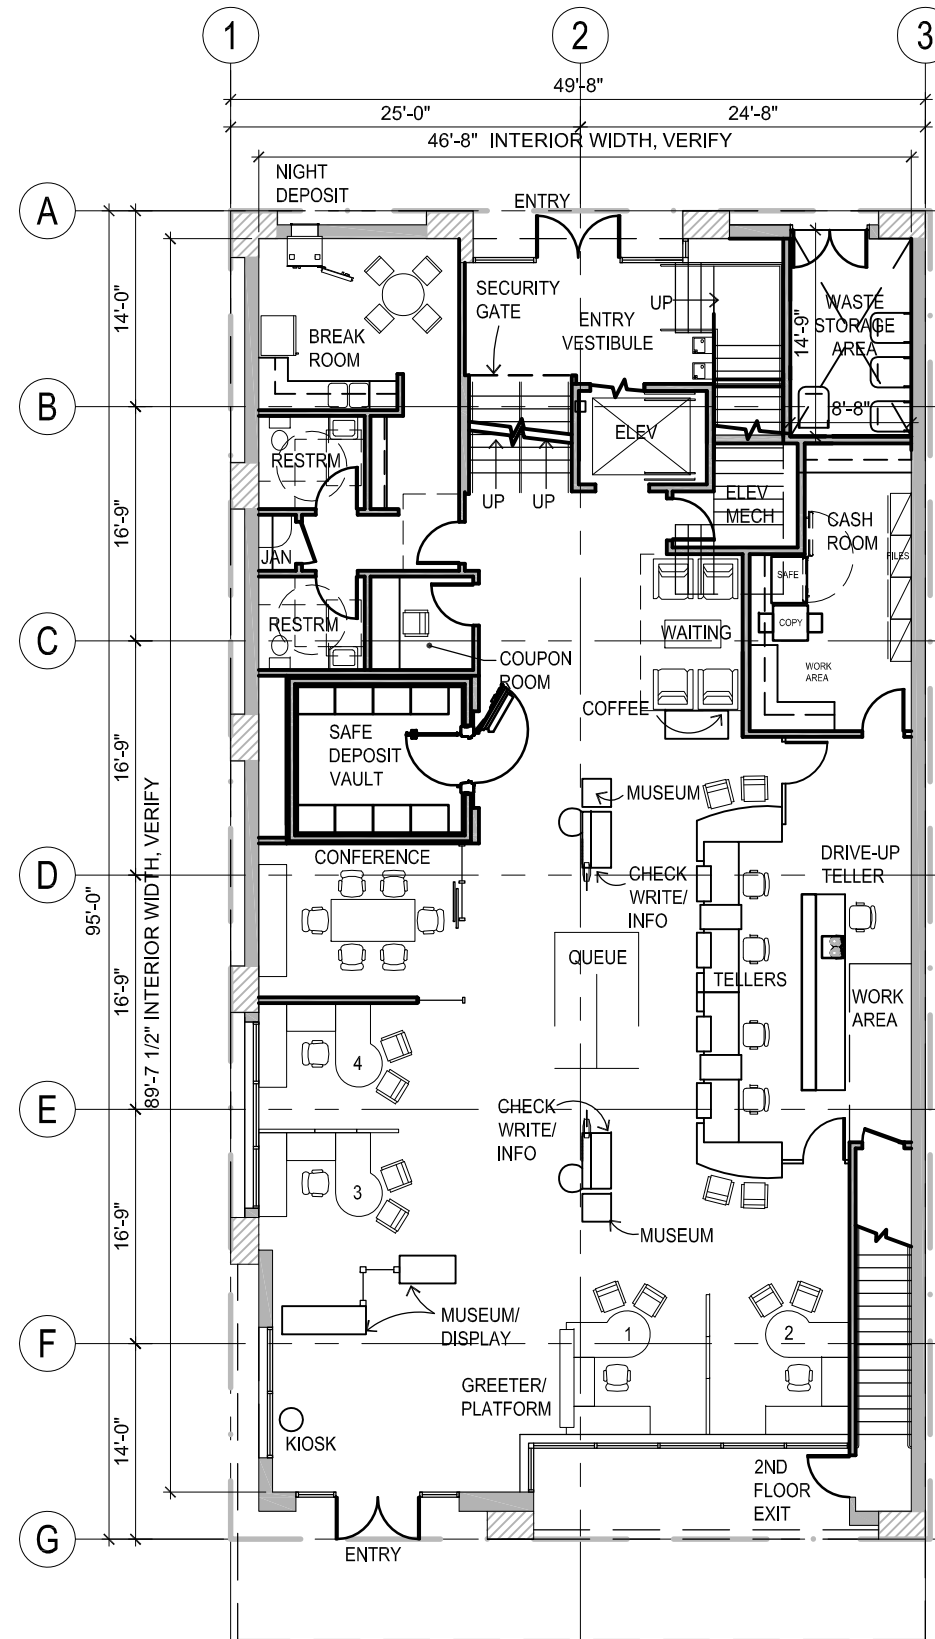 1
2
3
49'-8"
25'-0"
24'-8"
46'-8" INTERIOR WIDTH, VERIFY
NIGHT
DEPOSIT
ENTRY
A
SECURITY
GATE
UP
ENTRY
VESTIBULE
WASTE
STORAGE
AREA
14'-9"
8'-8"
14'-0"
BREAK
ROOM
B
ELEV
RESTRM
UP
UP
ELEV
MECH
CASH
ROOM
FILES
16'-9"
JAN
SAFE
RESTRM
COPY
C
WAITING
COUPON
ROOM
WORK
AREA
COFFEE
SAFE
DEPOSIT
VAULT
16'-9"
MUSEUM
89'-7 1/2" INTERIOR WIDTH, VERIFY
CONFERENCE
DRIVE-UP
TELLER
D
CHECK
WRITE/
INFO
95'-0"
QUEUE
TELLERS
WORK
AREA
16'-9"
4
E
CHECK
WRITE/
INFO
3
16'-9"
MUSEUM
MUSEUM/
DISPLAY
F
1
2
GREETER/
PLATFORM
14'-0"
KIOSK
2ND
FLOOR
EXIT
G
ENTRY